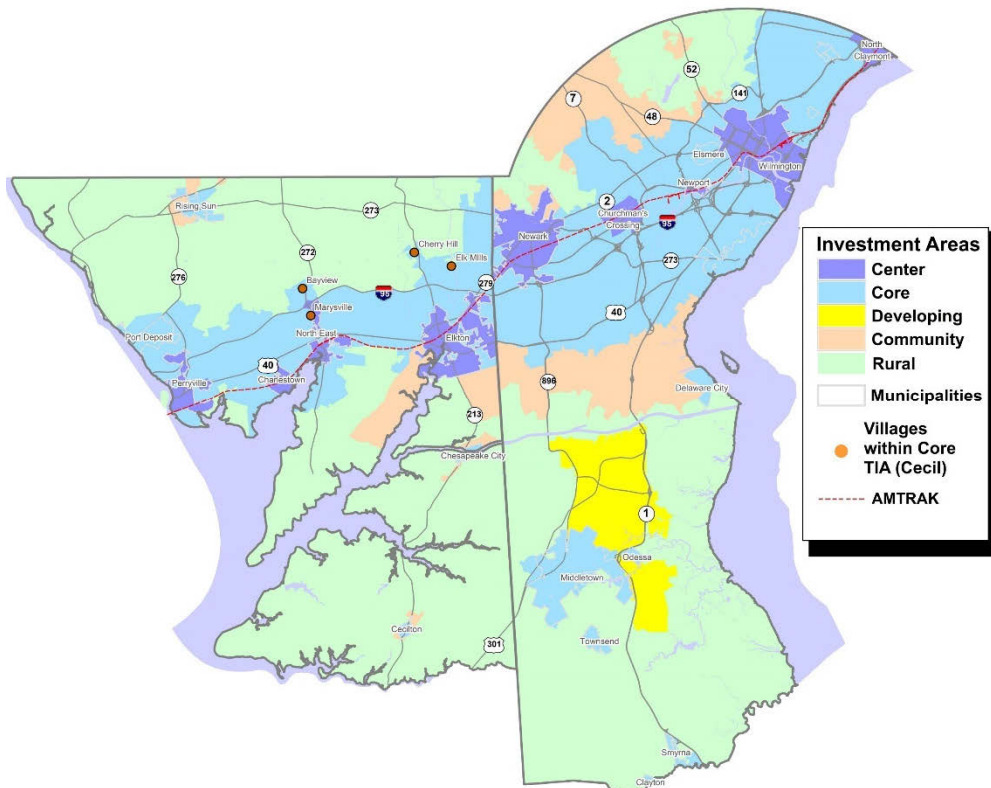 North
Claymont
52
7
141
48
Elsmere
Wilmington
Newport
Rising Sun
2
Churchman's
Crossing
95
273
Newark
Cherry Hill
272
Elk Mills
273
276
Bayview
279
95
Marysville
40
Port Deposit
North East
Elkton
40
Charlestown
Perryville
896
Delaware City
213
Chesapeake City
1
Odessa
Middletown
Cecilton
Townsend
301
Smyrna
Clayton
Investment Areas
Center
Core
Developing
Community
Rural
Municipalities
Villages
within Core
TIA (Cecil)
AMTRAK